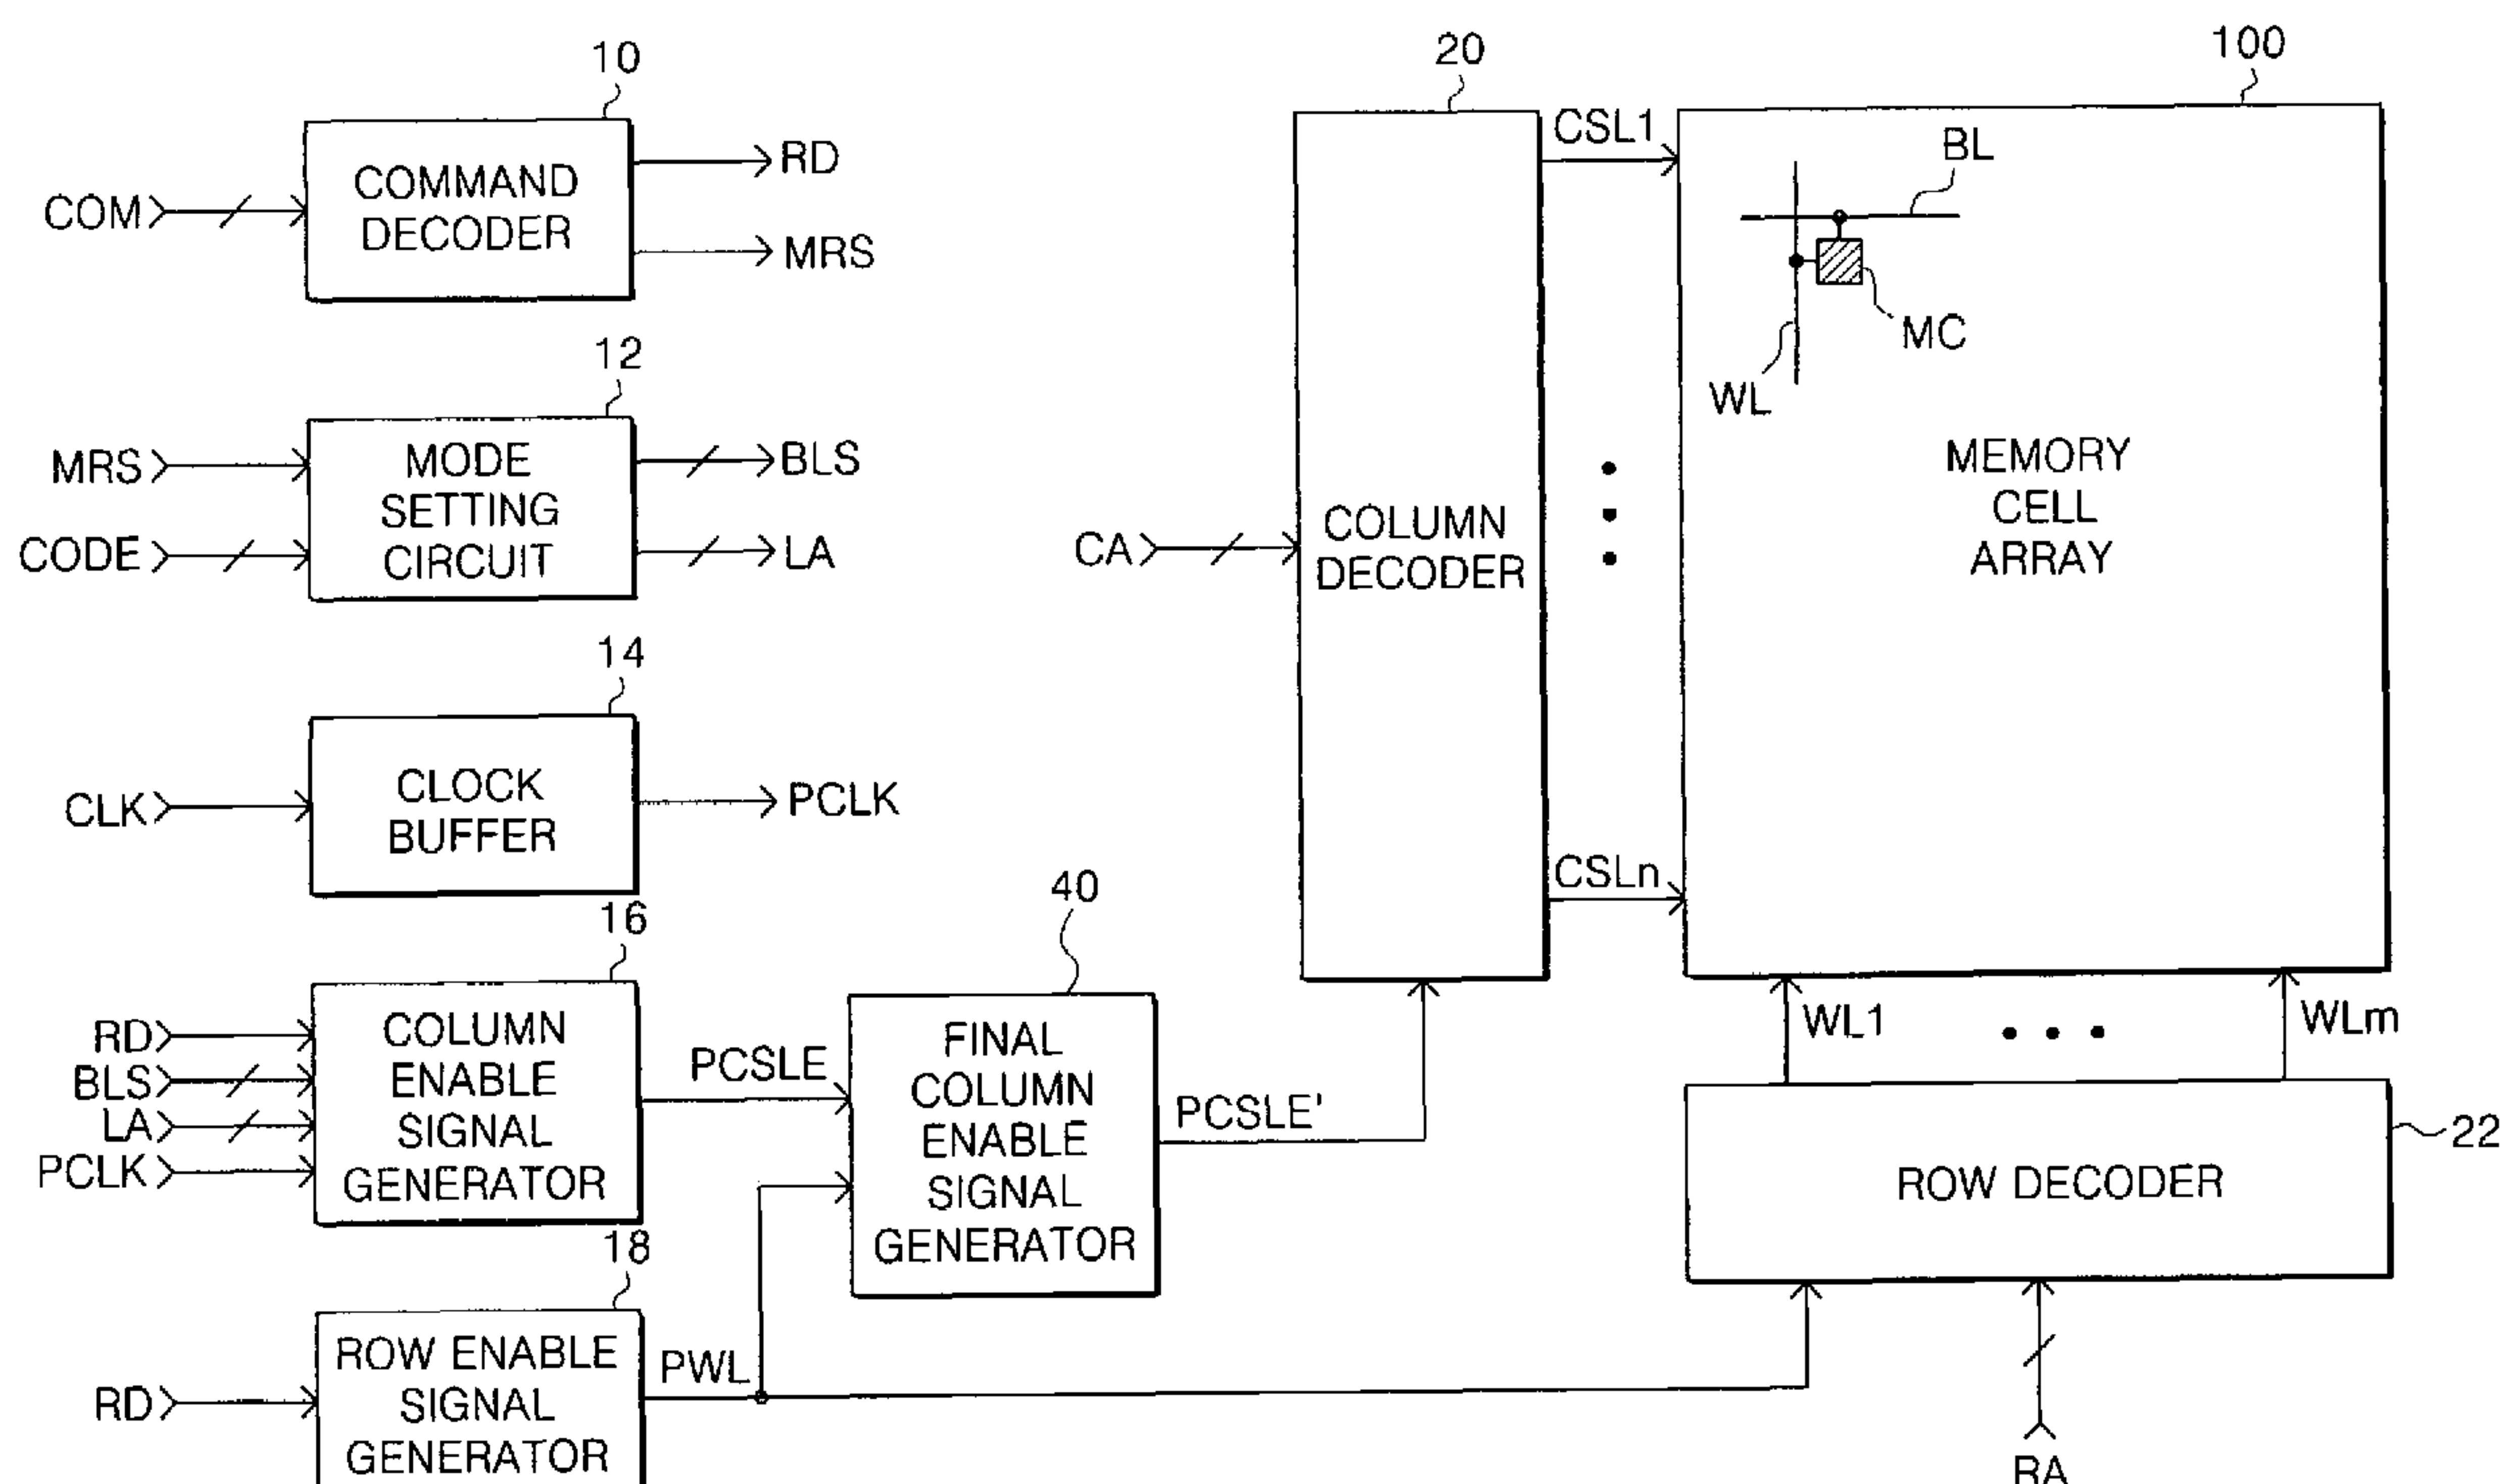 10
COM
COMMAND
DECODER
RD
MRS
12
MRS
CODE
MODE
SETTING
CIRCUIT
BLS
LA
14
CLK
CLOCK
BUFFER
PCLK
16
RD
BLS
LA
PCLK
COLUMN
ENABLE
SIGNAL
GENERATOR
PCSLE
18
RD
ROW ENABLE
SIGNAL
GENERATOR
PWL
40
FINAL
COLUMN
ENABLE
SIGNAL
GENERATOR
PCSLE'
20
CA
COLUMN
DECODER
CSL1
CSLn
100
BL
MC
WL
MEMORY
CELL
ARRAY
WL1
WLm
22
ROW DECODER
RA